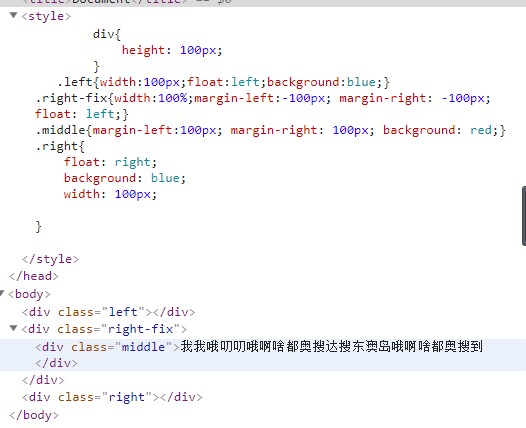 <title>Document</title> == $0
<style>
div{
height: 100px;
}
.left{width:100px;float:left;background:blue;}
.right-fix{width:100%;margin-left:-100px; margin-right: -100px;
float: left;}
.middle{margin-left:100px; margin-right: 100px; background: red;}
.right{
float: right;
background: blue;
width: 100px;
}
</style>
</head>
<body>
<div class="left"></div>
<div class="right-fix">
<div class="middle">我我哦叨叨哦啊啥都奥搜达搜东澳岛哦啊啥都奥搜到
</div>
</div>
<div class="right"></div>
</body>